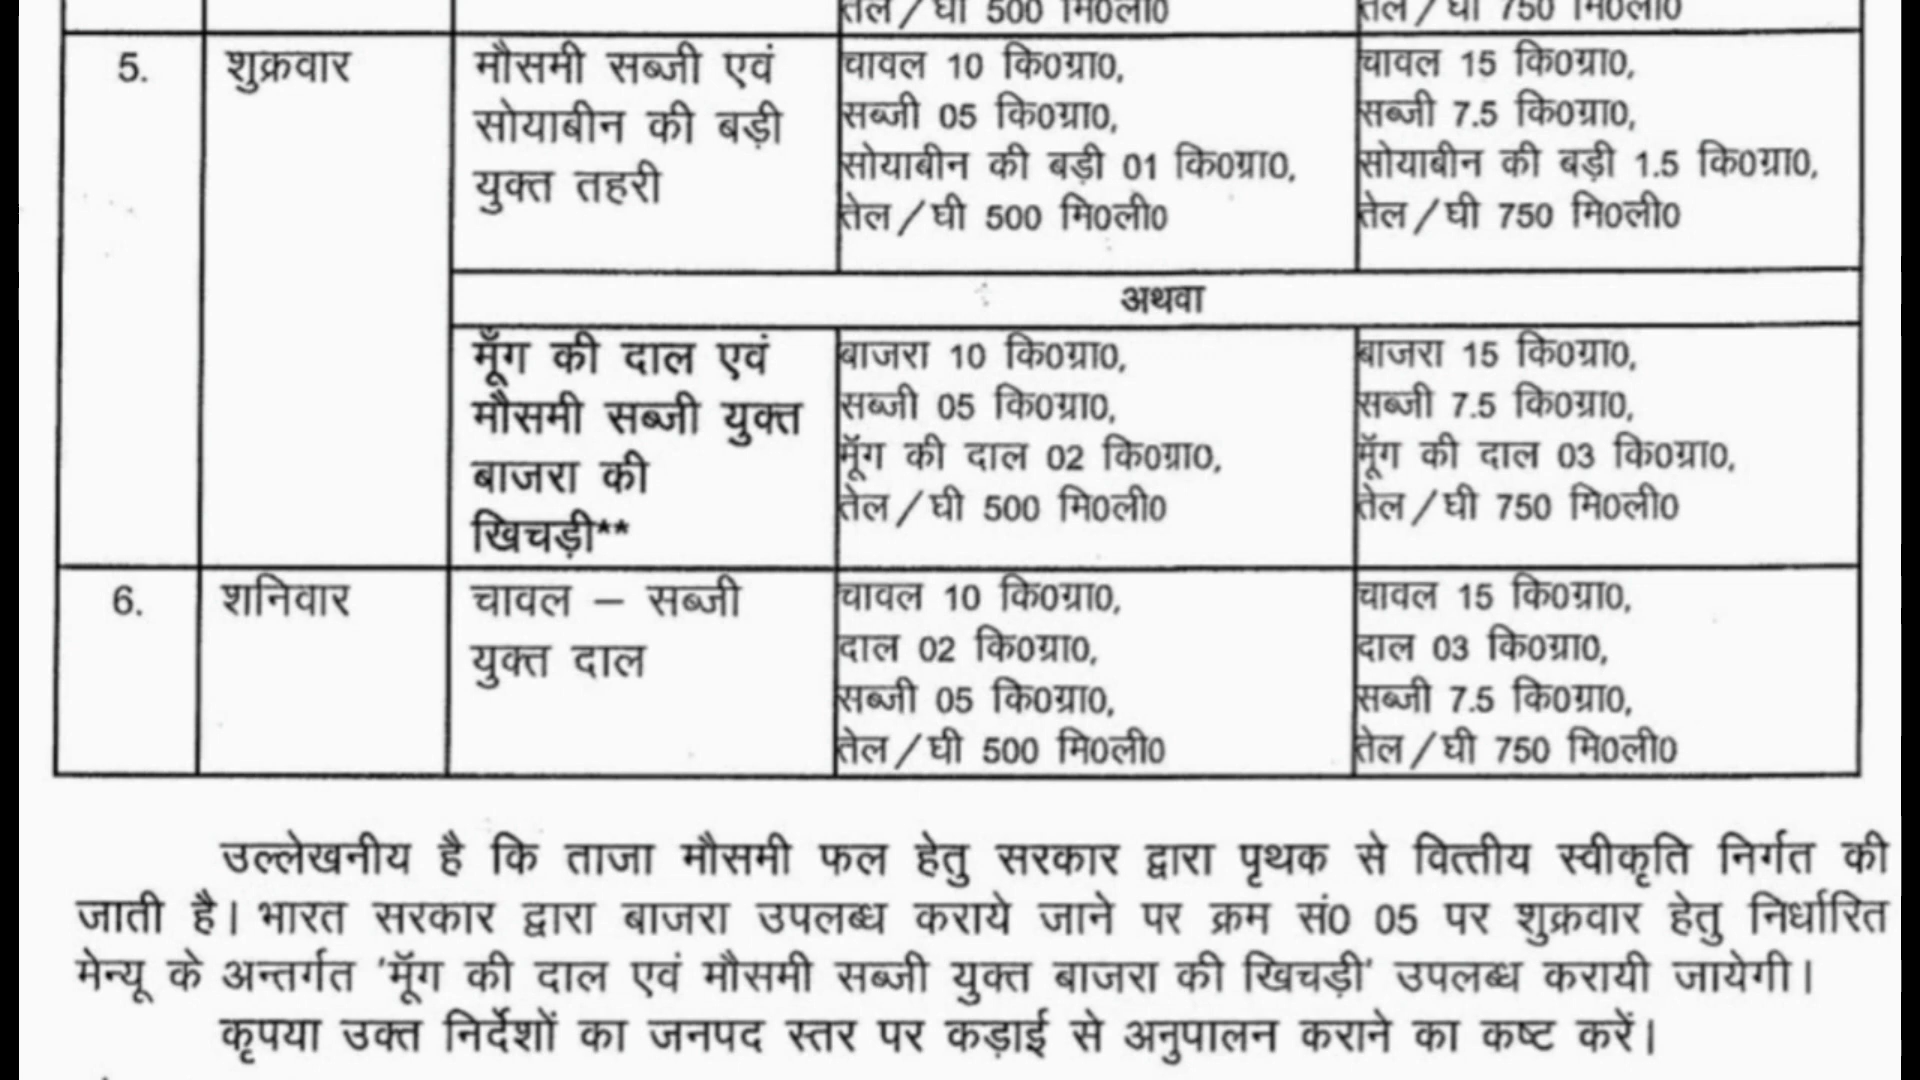 तेल/घी 500 मि0ली0
तेल/घी 750 मि0ली0
5.
शुक्रवार
मौसमी सब्जी एवं
सोयाबीन की बड़ी
युक्त तहरी
चावल 10 कि0ग्रा0,
सब्जी 05 कि0ग्रा0,
सोयाबीन की बड़ी 01 कि0ग्रा0,
तेल/घी 500 मि0ली0
चावल 15 कि0ग्रा0,
सब्जी 7.5 कि0ग्रा0,
सोयाबीन की बड़ी 1.5 कि0ग्रा0,
तेल/घी 750 मि0ली0
अथवा
मूँग की दाल एवं
मौसमी सब्जी युक्त
बाजरा की
खिचड़ी**
बाजरा 10 कि0ग्रा0,
सब्जी 05 कि0ग्रा0,
मूॅग की दाल 02 कि0ग्रा0,
तेल/घी 500 मि0ली0
बाजरा 15 कि0ग्रा0,
सब्जी 7.5 कि0ग्रा0,
मूॅग की दाल 03 कि0ग्रा0,
तेल/घी 750 मि0ली0
6.
शनिवार
चावल – सब्जी
युक्त दाल
चावल 10 कि0ग्रा0,
दाल 02 कि0ग्रा0,
सब्जी 05 कि0ग्रा0,
तेल/घी 500 मि0ली0
चावल 15 कि0ग्रा0,
दाल 03 कि0ग्रा0,
सब्जी 7.5 कि0ग्रा0,
तेल/घी 750 मि0ली0
उल्लेखनीय है कि ताजा मौसमी फल हेतु सरकार द्वारा पृथक से वित्तीय स्वीकृति निर्गत की
जाती है। भारत सरकार द्वारा बाजरा उपलब्ध कराये जाने पर क्रम सं0 05 पर शुक्रवार हेतु निर्धारित
मेन्यू के अन्तर्गत 'मूॅग की दाल एवं मौसमी सब्जी युक्त बाजरा की खिचड़ी' उपलब्ध करायी जायेगी।
कृपया उक्त निर्देशों का जनपद स्तर पर कड़ाई से अनुपालन कराने का कष्ट करें।